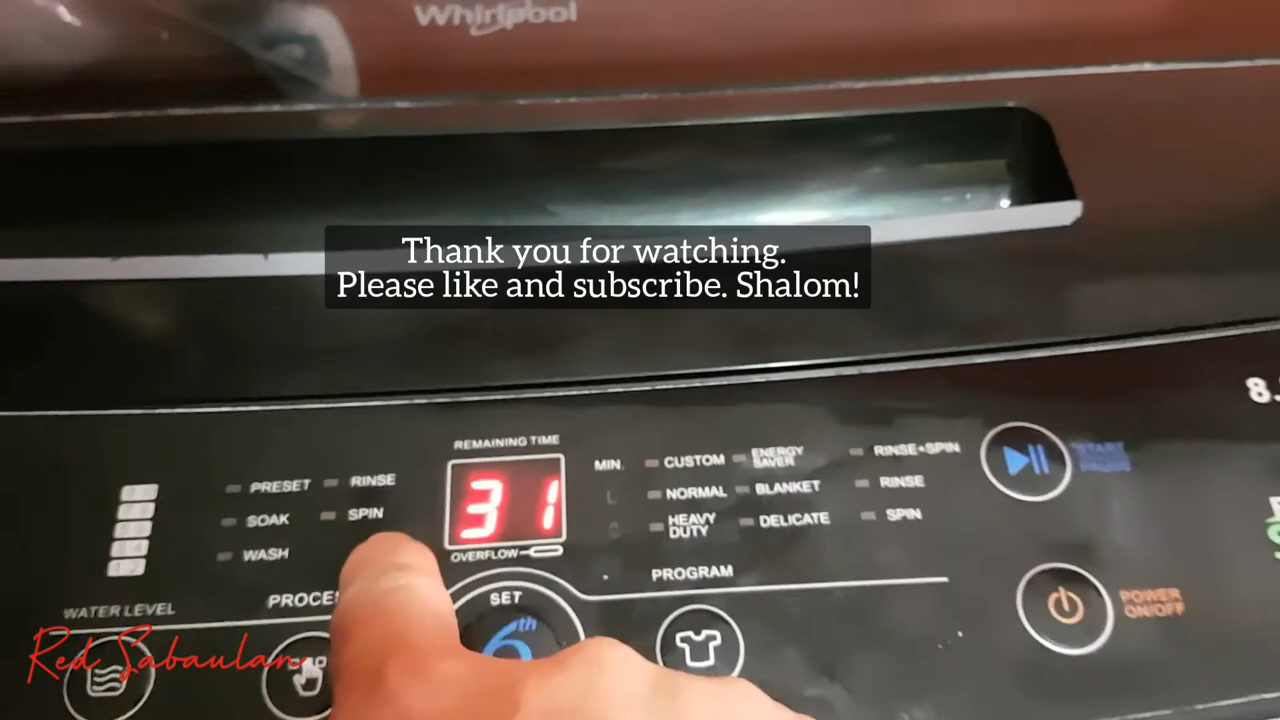 Whirlpool
Thank you for watching.
Please like and subscribe. Shalom!
REMAINING TIME
31
OVERFLOW
PRESET
RINSE
SOAK
SPIN
WASH
WATER LEVEL
MIN.
CUSTOM
ENERGY
SAVER
RINSE+SPIN
NORMAL
BLANKET
RINSE
HEAVY
DUTY
DELICATE
SPIN
PROGRAM
SET
6th
START
POWER
ON/OFF
Red Sabaulan